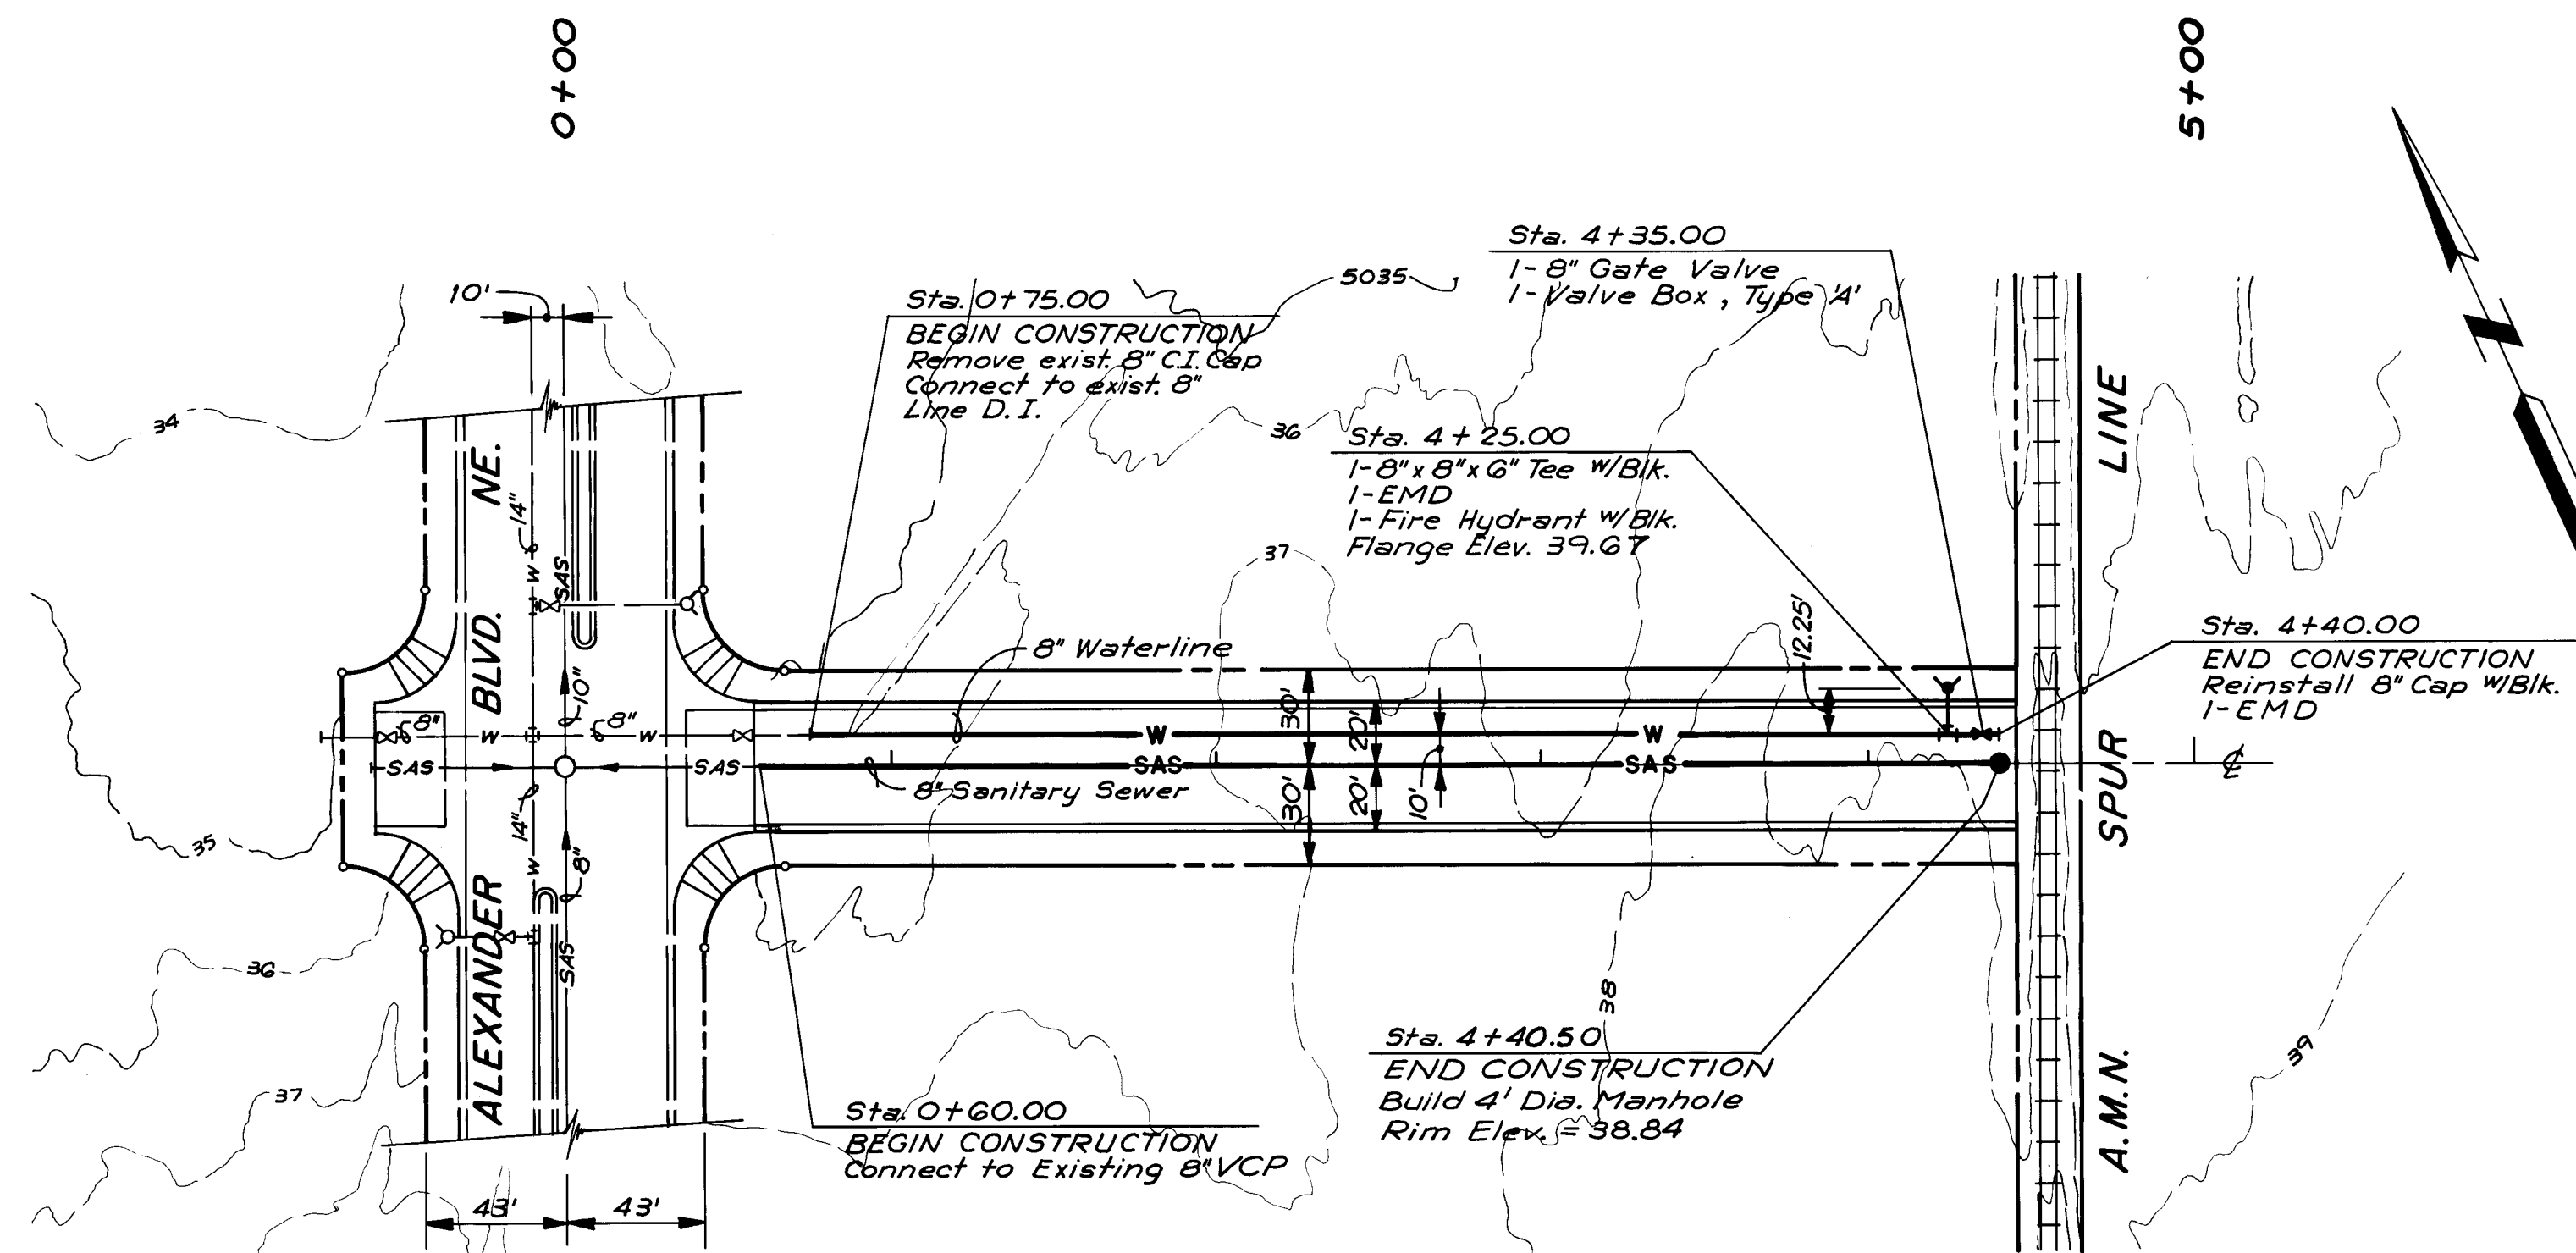 0+00
5+00
Sta. 4+35.00
1-8" Gate Valve
1-Valve Box, Type 'A'
5035
10'
Sta. 0+75.00
BEGIN CONSTRUCTION
Remove exist. 8" C.I. Cap
Connect to exist. 8"
Line D.I.
34
36
Sta. 4+25.00
1-8"x 8"x 6" Tee W/Blk.
1-EMD
1-Fire Hydrant W/Blk.
Flange Elev. 39.67
37
ALEXANDER BLVD. NE.
14"
W
SAS
10"
8" Waterline
12.25'
Sta. 4+40.00
END CONSTRUCTION
Reinstall 8" Cap W/Blk.
1-EMD
30'
20'
8"
W
8"
W
W
W
SAS
SAS
SAS
SAS
8" Sanitary Sewer
30'
20'
10'
℄
14"
W
8"
SAS
35
36
37
38
39
A.M.N. SPUR LINE
N
Sta. 4+40.50
END CONSTRUCTION
Build 4' Dia. Manhole
Rim Elev. = 38.84
Sta. 0+60.00
BEGIN CONSTRUCTION
Connect to Existing 8" VCP
43'
43'